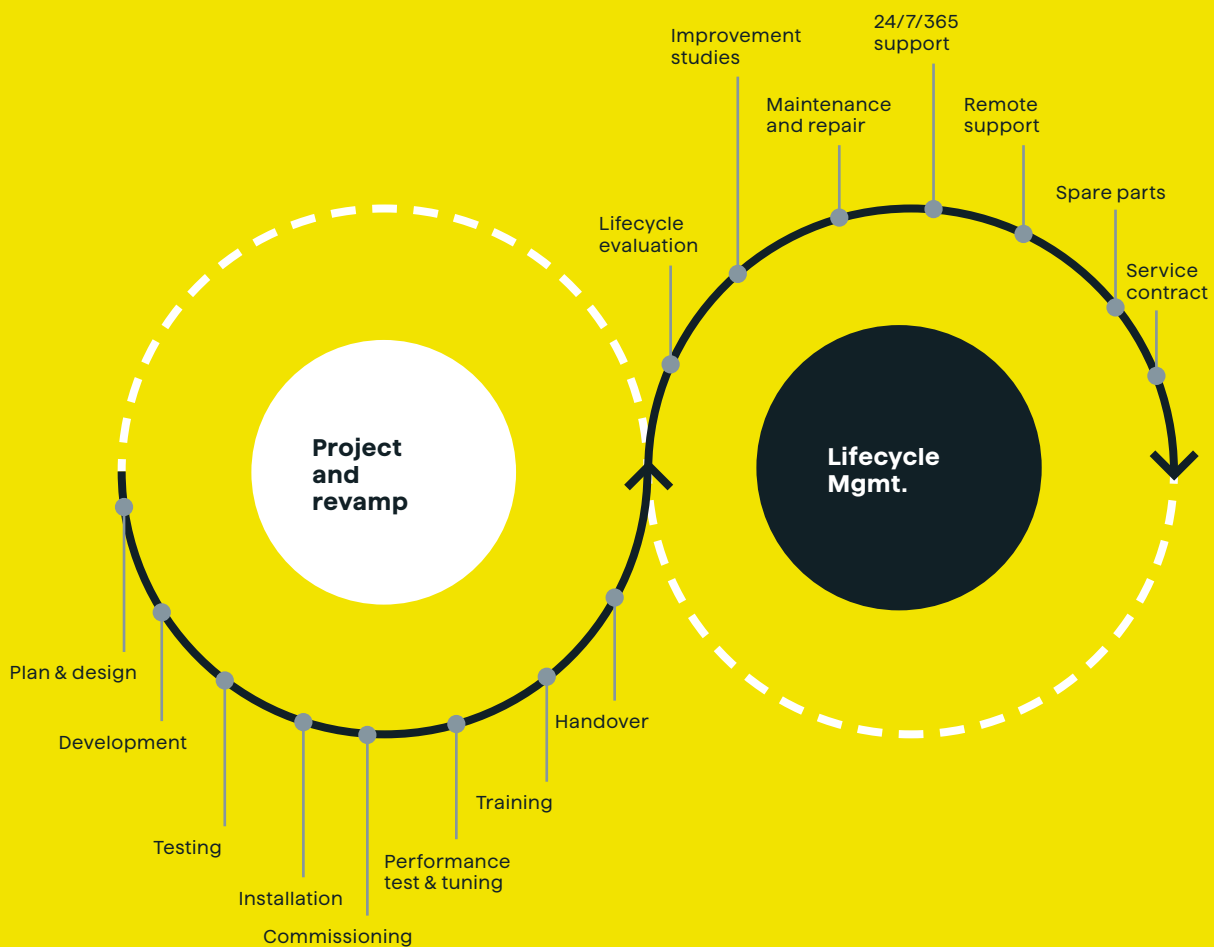 24/7/365
support
Improvement
studies
Maintenance
and repair
Remote
support
Spare parts
Lifecycle
evaluation
Service
contract
Project
and
revamp
Lifecycle
Mgmt.
Plan & design
Development
Testing
Installation
Commissioning
Performance
test & tuning
Training
Handover